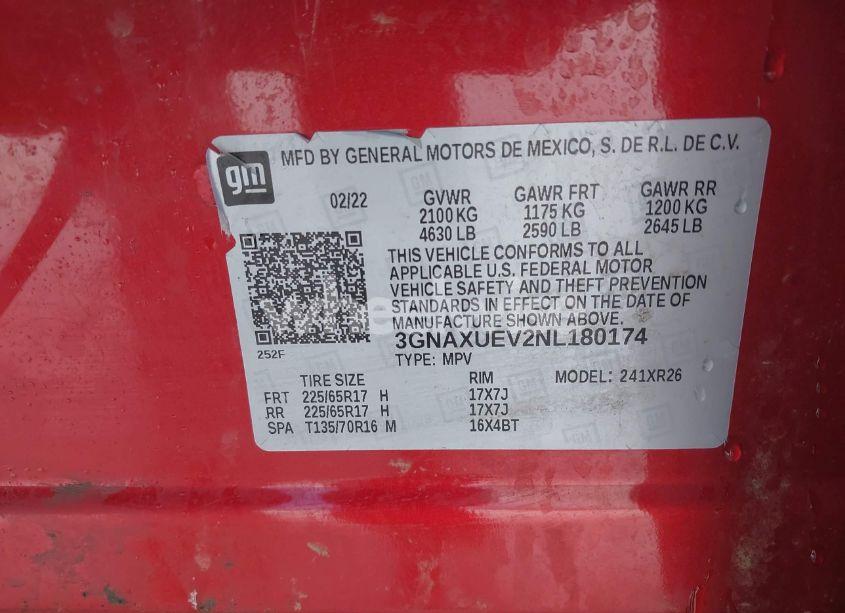 gm
MFD BY GENERAL MOTORS DE MEXICO, S. DE R.L. DE C.V.
02/22 GVWR GAWR FRT GAWR RR
2100 KG 1175 KG 1200 KG
4630 LB 2590 LB 2645 LB
THIS VEHICLE CONFORMS TO ALL
APPLICABLE U.S. FEDERAL MOTOR
VEHICLE SAFETY AND THEFT PREVENTION
STANDARDS IN EFFECT ON THE DATE OF
MANUFACTURE SHOWN ABOVE.
252F
3GNAXUEV2NL180174
TYPE: MPV
TIRE SIZE RIM MODEL: 241XR26
FRT 225/65R17 H 17X7J
RR 225/65R17 H 17X7J
SPA T135/70R16 M 16X4BT